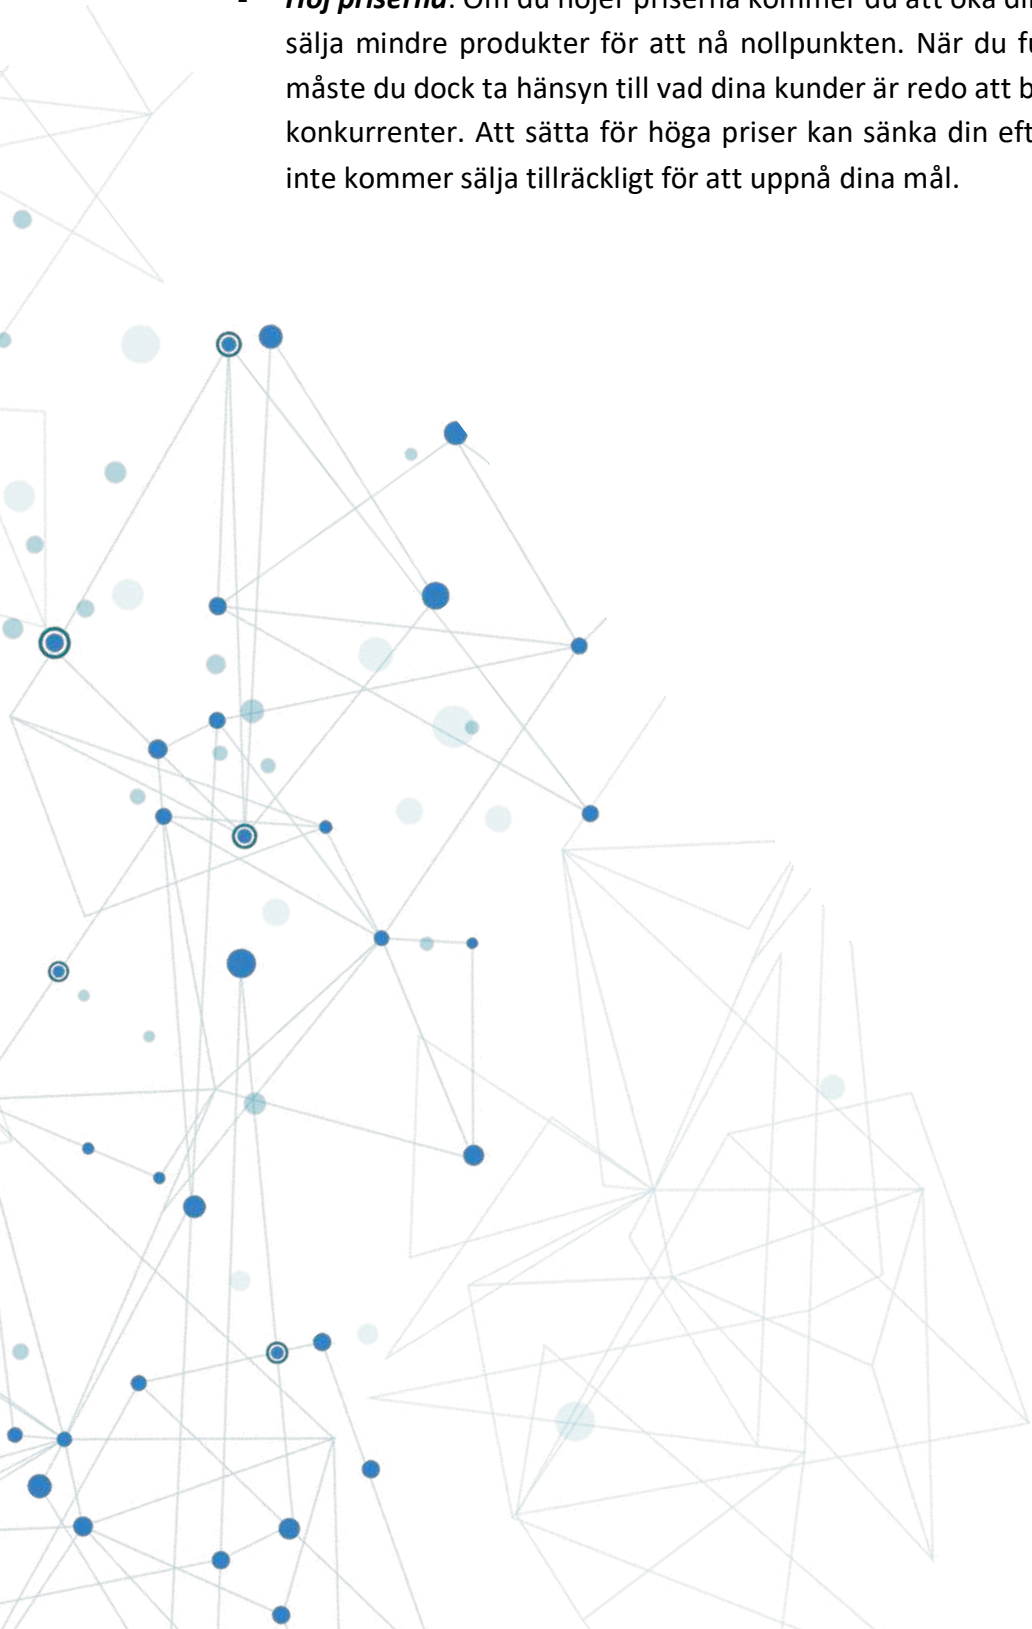 - Höj priserna. Om du höjer priserna kommer du att öka
sälja mindre produkter för att nå nollpunkten. När du
måste du dock ta hänsyn till vad dina kunder är redo att
konkurrenter. Att sätta för höga priser kan sänka din
inte kommer sälja tillräckligt för att uppnå dina mål.